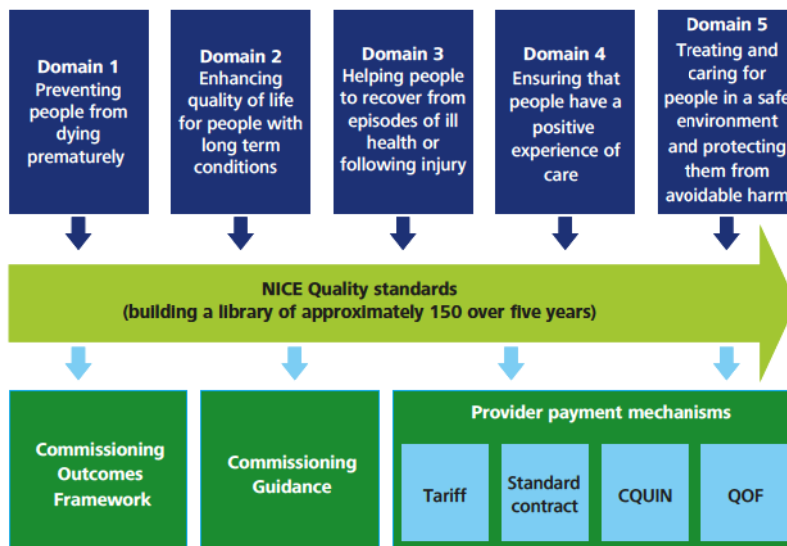 Domain 1
Preventing
people from
dying
prematurely
Domain 2
Enhancing
quality of life
for people with
long term
conditions
Domain 3
Helping people
to recover from
episodes of ill
health or
following injury
Domain 4
Ensuring that
people have a
positive
experience of
care
Domain 5
Treating and
caring for
people in a safe
environment
and protecting
them from
avoidable harm
NICE Quality standards
(building a library of approximately 150 over five years)
Commissioning
Outcomes
Framework
Commissioning
Guidance
Provider payment mechanisms
Tariff
Standard
contract
CQUIN
QOF